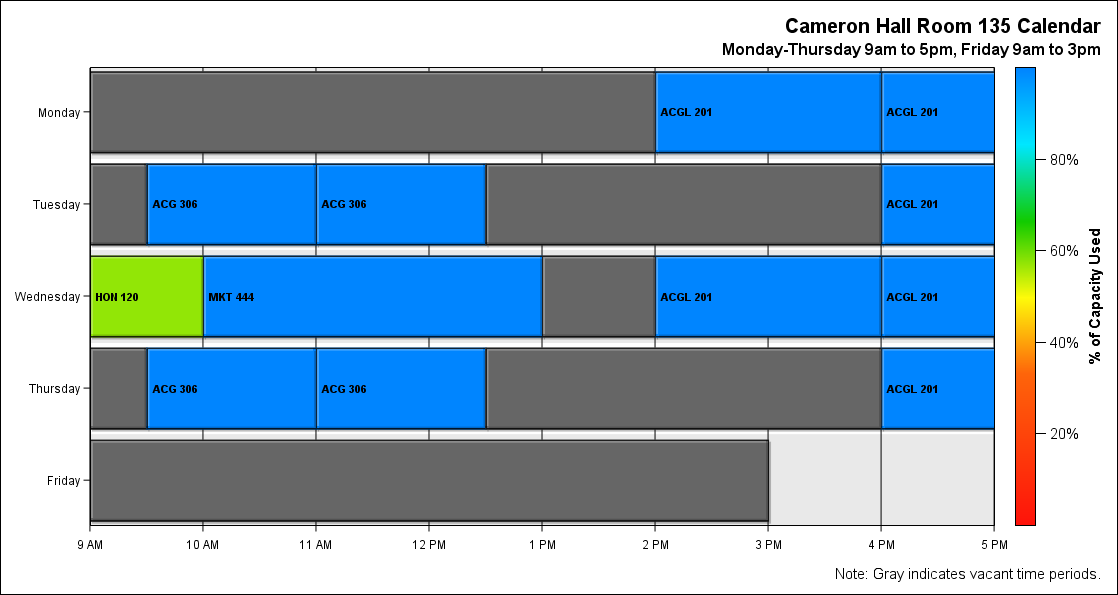 Cameron Hall Room 135 Calendar
Monday-Thursday 9am to 5pm, Friday 9am to 3pm
Monday
ACGL 201
ACGL 201
Tuesday
ACG 306
ACG 306
ACGL 201
Wednesday
HON 120
MKT 444
ACGL 201
ACGL 201
Thursday
ACG 306
ACG 306
ACGL 201
Friday
9 AM
10 AM
11 AM
12 PM
1 PM
2 PM
3 PM
4 PM
5 PM
80%
60%
40%
20%
% of Capacity Used
Note: Gray indicates vacant time periods.